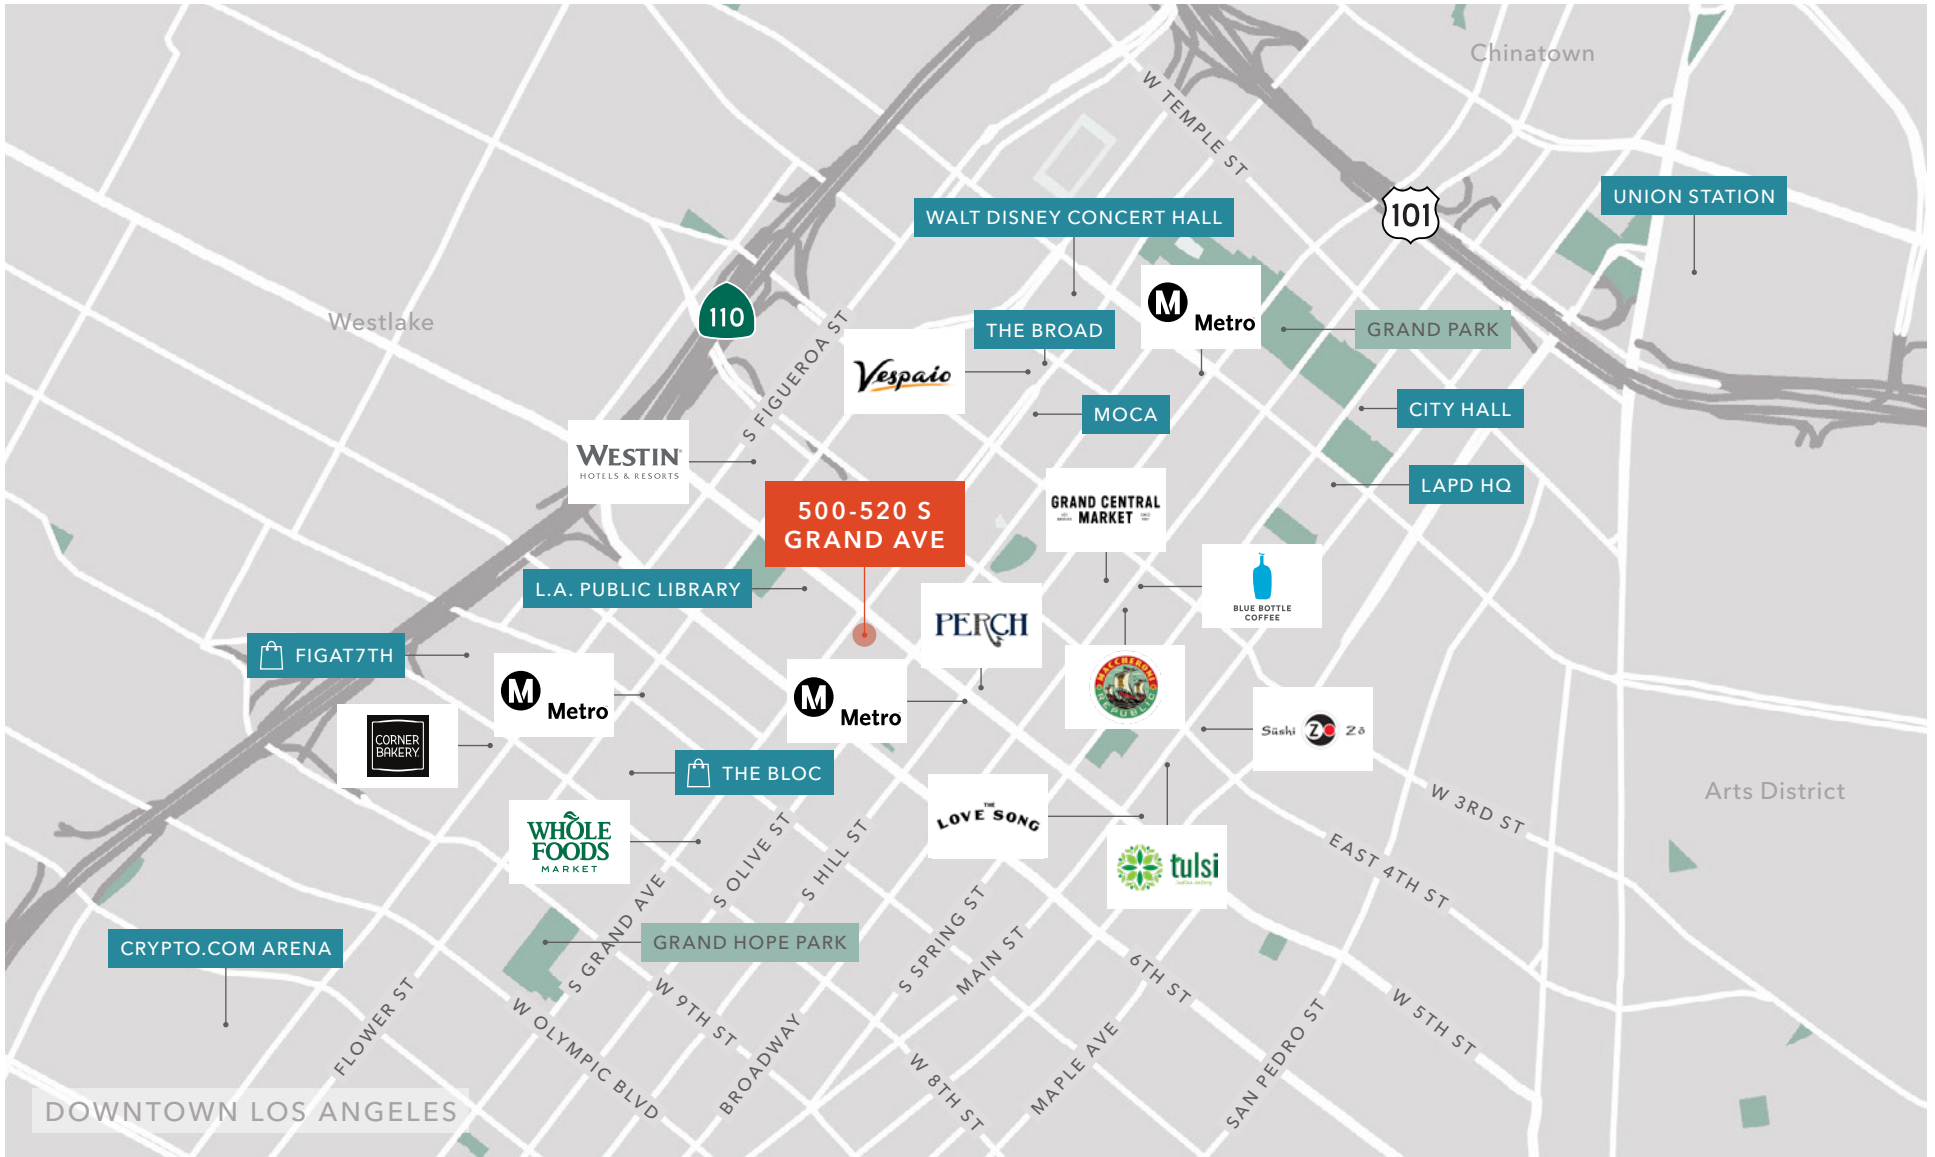 Chinatown
W TEMPLE ST
UNION STATION
WALT DISNEY CONCERT HALL
101
M
Metro
110
Westlake
S FIGUEROA ST
THE BROAD
GRAND PARK
Vespaio
MOCA
CITY HALL
WESTIN
HOTELS & RESORTS
LAPD HQ
500-520 S
GRAND AVE
GRAND CENTRAL
MARKET
L.A. PUBLIC LIBRARY
BLUE BOTTLE
COFFEE
PERCH
FIGAT7TH
M
Metro
M
Metro
MACCHERONI
REPUBLIC
CORNER
BAKERY
Sushi Zo Zō
THE BLOC
W 3RD ST
Arts District
THE
LOVE SONG
WHOLE
FOODS
MARKET
S OLIVE ST
S HILL ST
EAST 4TH ST
tulsi
S GRAND AVE
GRAND HOPE PARK
CRYPTO.COM ARENA
S SPRING ST
MAIN ST
6TH ST
FLOWER ST
W OLYMPIC BLVD
W 9TH ST
BROADWAY
W 8TH ST
MAPLE AVE
SAN PEDRO ST
W 5TH ST
DOWNTOWN LOS ANGELES